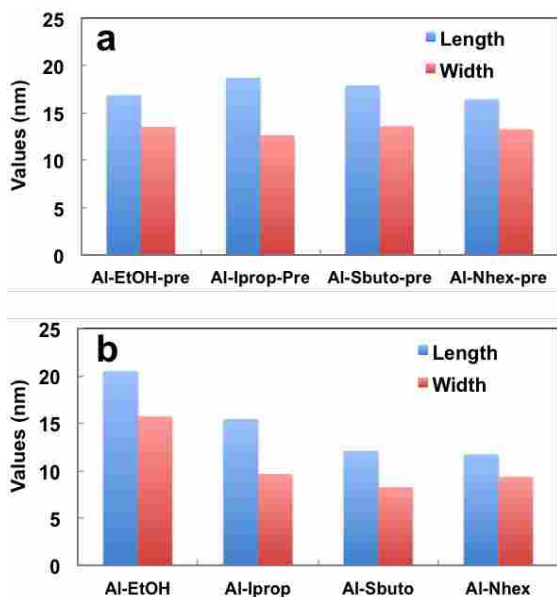 a
Length
Width
Values (nm)
25
20
15
10
5
0
Al-EtOH-pre Al-Iprop-Pre Al-Sbuto-pre Al-Nhex-pre
b
Length
Width
Values (nm)
25
20
15
10
5
0
Al-EtOH Al-Iprop Al-Sbuto Al-Nhex